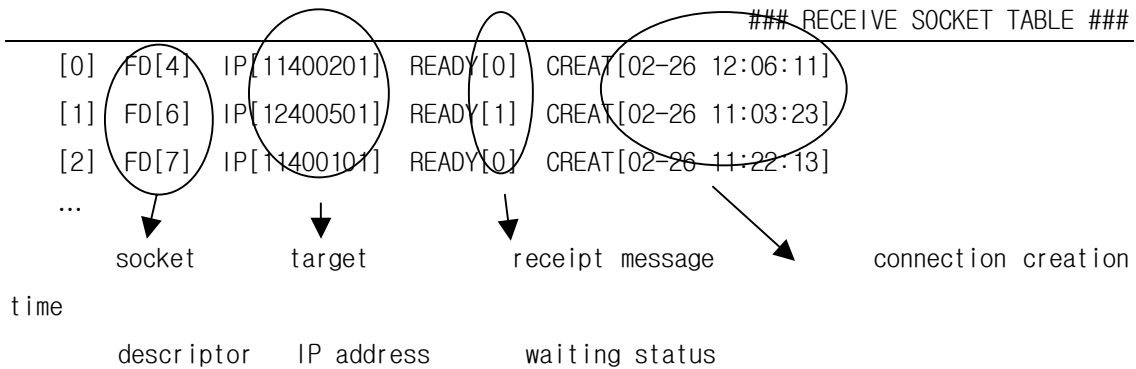 ### RECEIVE SOCKET TABLE ###
[0] FD[4] IP[11400201] READY[0] CREAT[02-26 12:06:11]
[1] FD[6] IP[12400501] READY[1] CREAT[02-26 11:03:23]
[2] FD[7] IP[11400101] READY[0] CREAT[02-26 11:22:13]
…
socket target receipt message connection creation
time
descriptor IP address waiting status